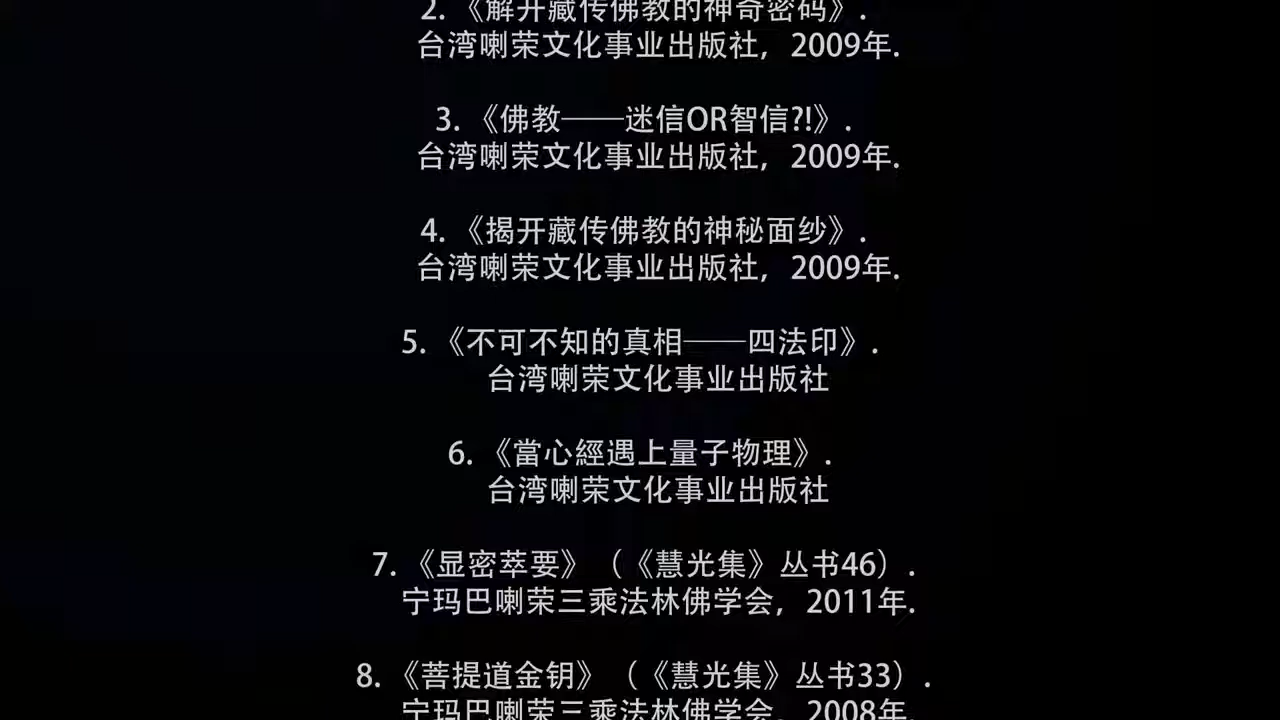 2. 《解开藏传佛教的神奇密码》.
台湾喇荣文化事业出版社，2009年.
3. 《佛教——迷信OR智信?!》.
台湾喇荣文化事业出版社，2009年.
4. 《揭开藏传佛教的神秘面纱》.
台湾喇荣文化事业出版社，2009年.
5. 《不可不知的真相——四法印》.
台湾喇荣文化事业出版社
6. 《當心經遇上量子物理》.
台湾喇荣文化事业出版社
7. 《显密萃要》（《慧光集》丛书46）.
宁玛巴喇荣三乘法林佛学会，2011年.
8. 《菩提道金钥》（《慧光集》丛书33）.
宁玛巴喇荣三乘法林佛学会，2008年.